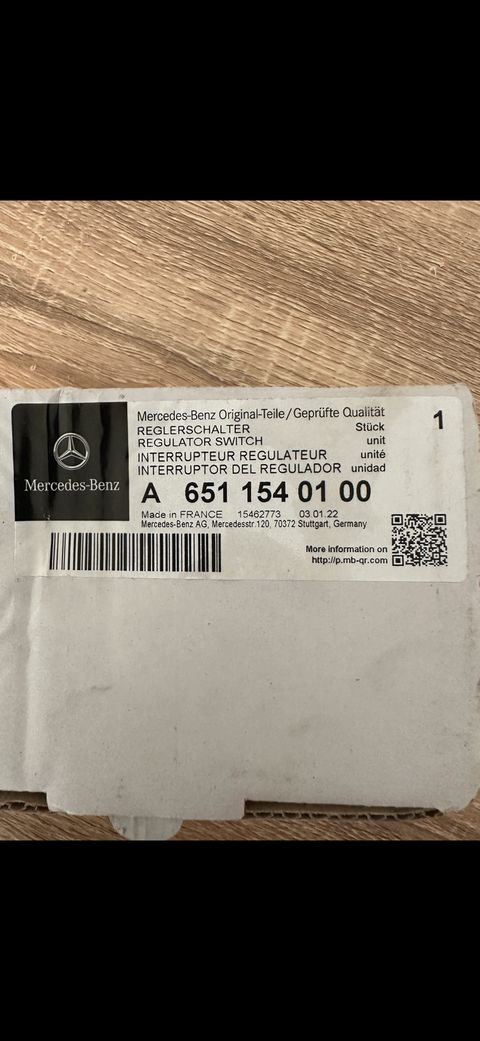 Mercedes-Benz
Mercedes-Benz Original-Teile/Geprüfte Qualität 1
REGLERSCHALTER Stück
REGULATOR SWITCH unit
INTERRUPTEUR REGULATEUR unité
INTERRUPTOR DEL REGULADOR unidad
A 651 154 01 00
Made in FRANCE 15462773 03.01.22
Mercedes-Benz AG, Mercedesstr.120, 70372 Stuttgart, Germany
More information on
http://p.mb-qr.com